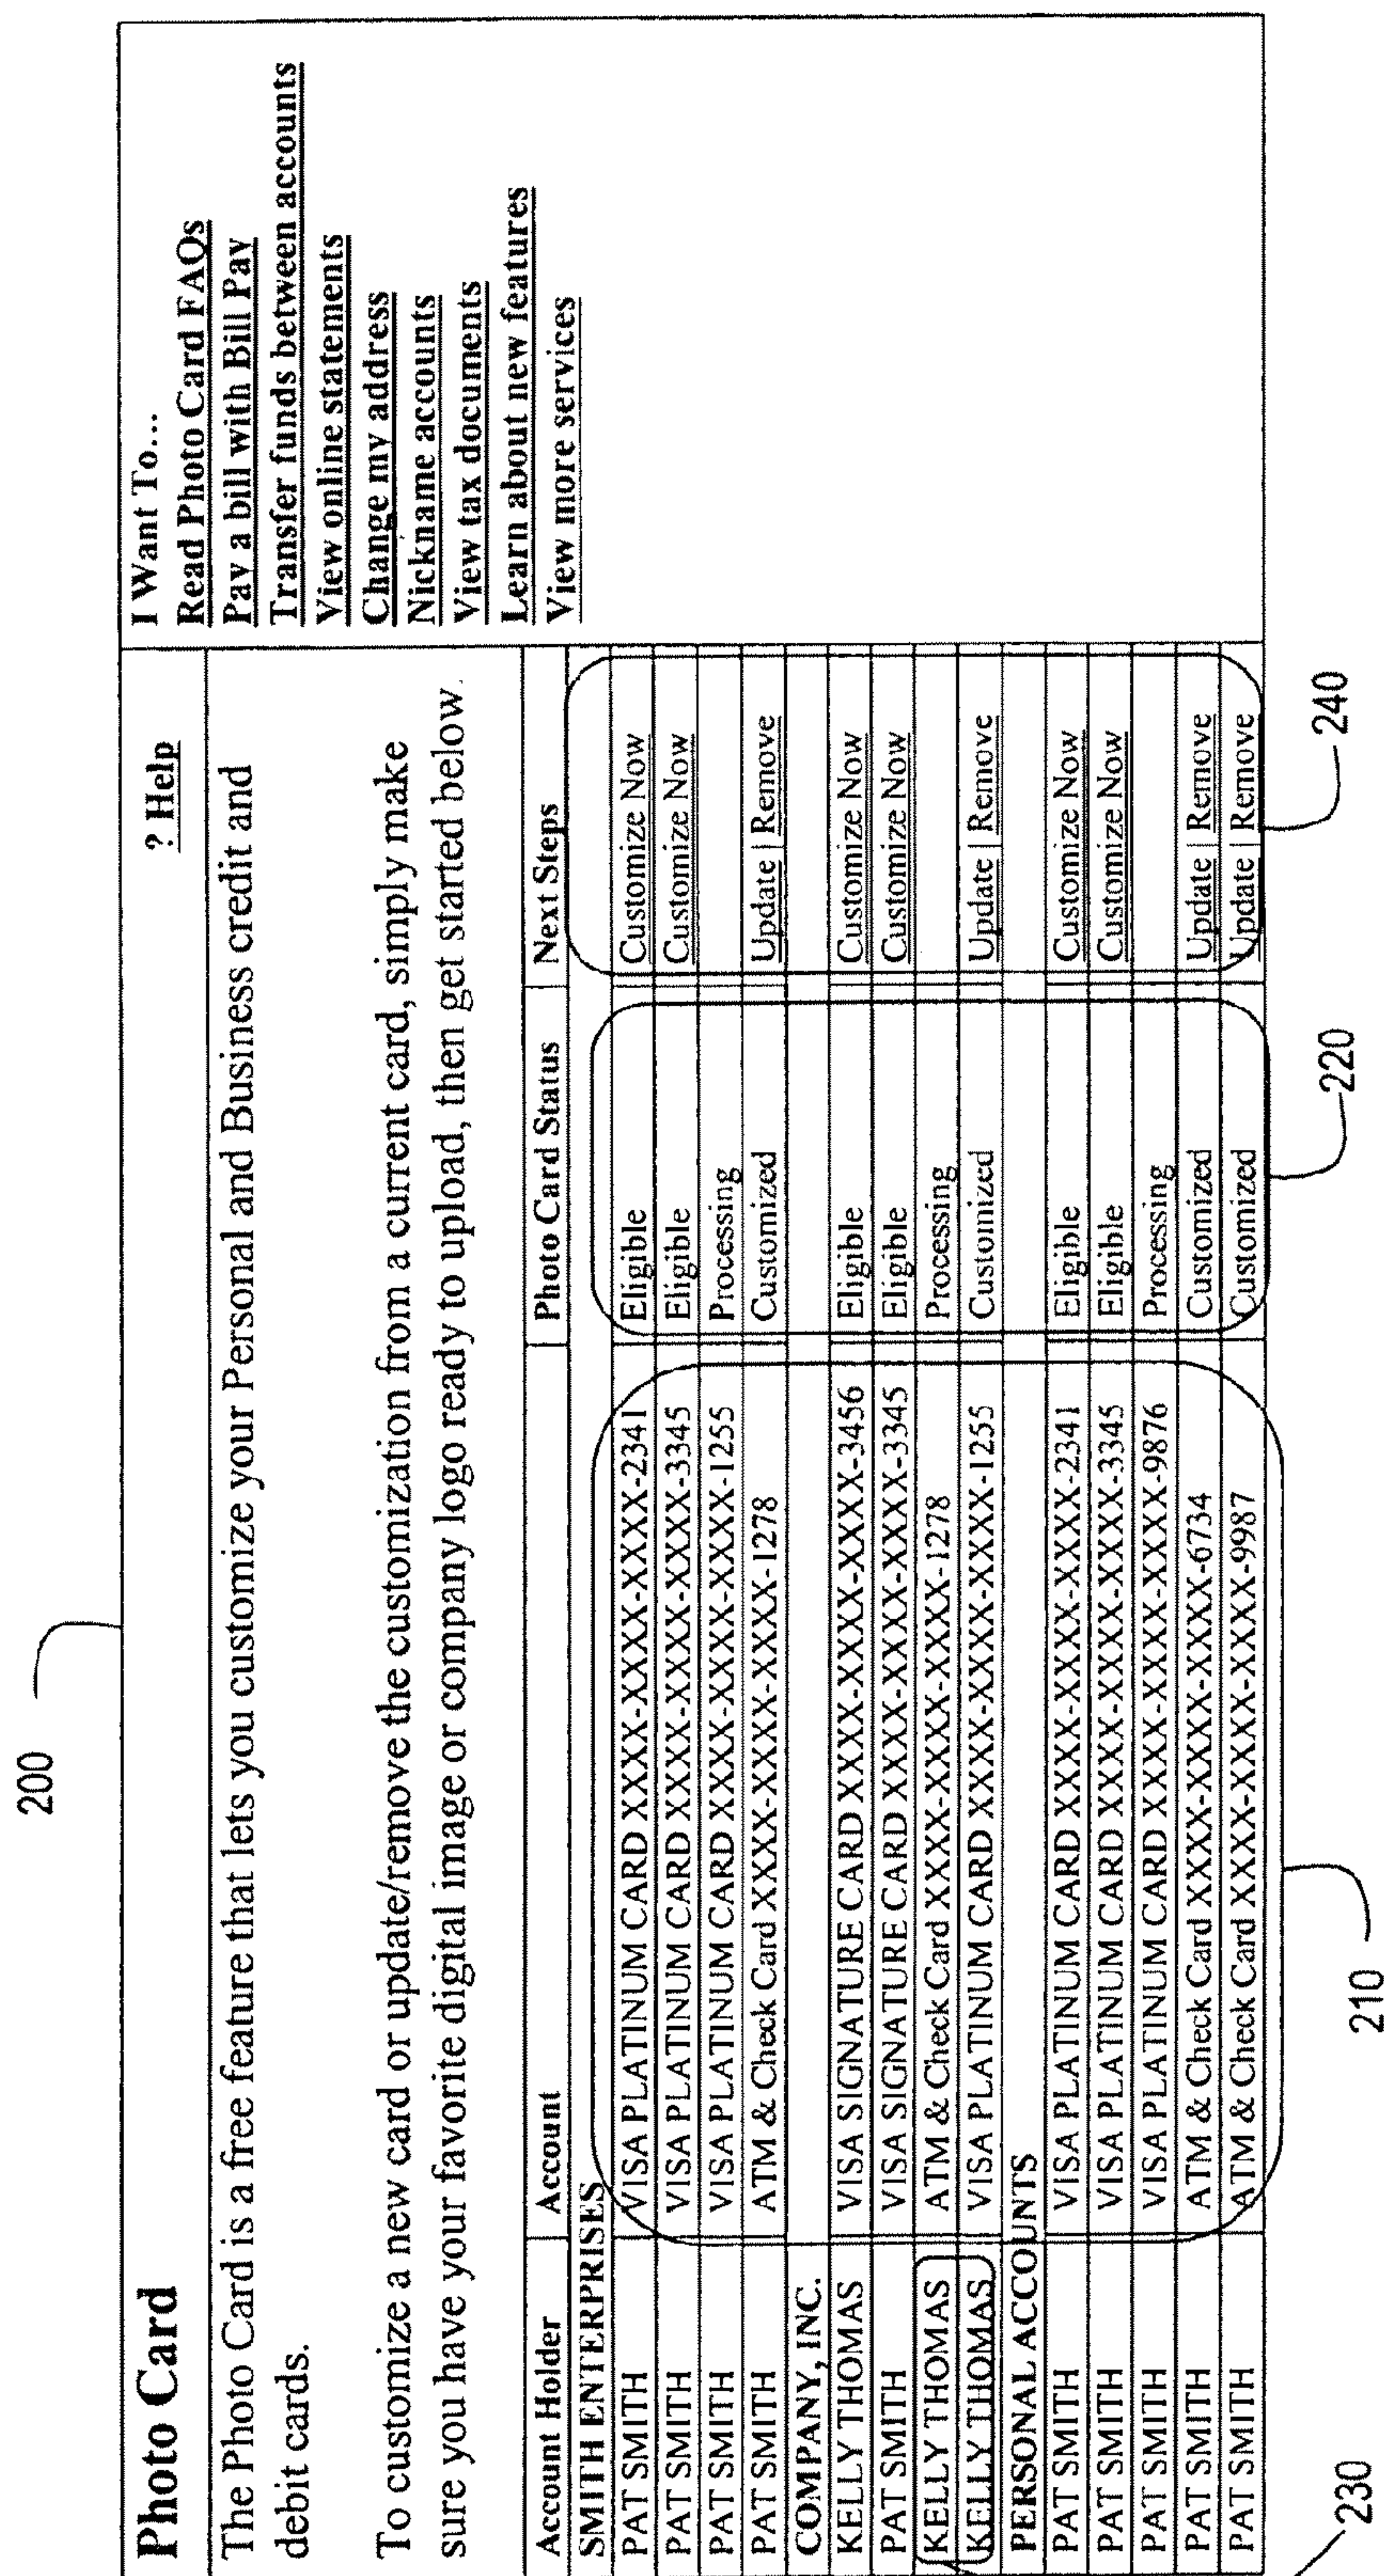 200
Photo Card
? Help
The Photo Card is a free feature that lets you customize your Personal and Business credit and
debit cards.
To customize a new card or update/remove the customization from a current card, simply make
sure you have your favorite digital image or company logo ready to upload, then get started below.
I Want To...
Read Photo Card FAQs
Pay a bill with Bill Pay
Transfer funds between accounts
View online statements
Change my address
Nickname accounts
View tax documents
Learn about new features
View more services
Account Holder Account Photo Card Status Next Steps
SMITH ENTERPRISES
PAT SMITH VISA PLATINUM CARD XXXX-XXXX-XXXX-2341 Eligible Customize Now
PAT SMITH VISA PLATINUM CARD XXXX-XXXX-XXXX-3345 Eligible Customize Now
PAT SMITH VISA PLATINUM CARD XXXX-XXXX-XXXX-1255 Processing
PAT SMITH ATM & Check Card XXXX-XXXX-XXXX-1278 Customized Update | Remove
COMPANY, INC.
KELLY THOMAS VISA SIGNATURE CARD XXXX-XXXX-XXXX-3456 Eligible Customize Now
PAT SMITH VISA SIGNATURE CARD XXXX-XXXX-XXXX-3345 Eligible Customize Now
KELLY THOMAS ATM & Check Card XXXX-XXXX-XXXX-1278 Processing
KELLY THOMAS VISA PLATINUM CARD XXXX-XXXX-XXXX-1255 Customized Update | Remove
PERSONAL ACCOUNTS
PAT SMITH VISA PLATINUM CARD XXXX-XXXX-XXXX-2341 Eligible Customize Now
PAT SMITH VISA PLATINUM CARD XXXX-XXXX-XXXX-3345 Eligible Customize Now
PAT SMITH VISA PLATINUM CARD XXXX-XXXX-XXXX-9876 Processing
PAT SMITH ATM & Check Card XXXX-XXXX-XXXX-6734 Customized Update | Remove
PAT SMITH ATM & Check Card XXXX-XXXX-XXXX-9987 Customized Update | Remove
230
210
220
240